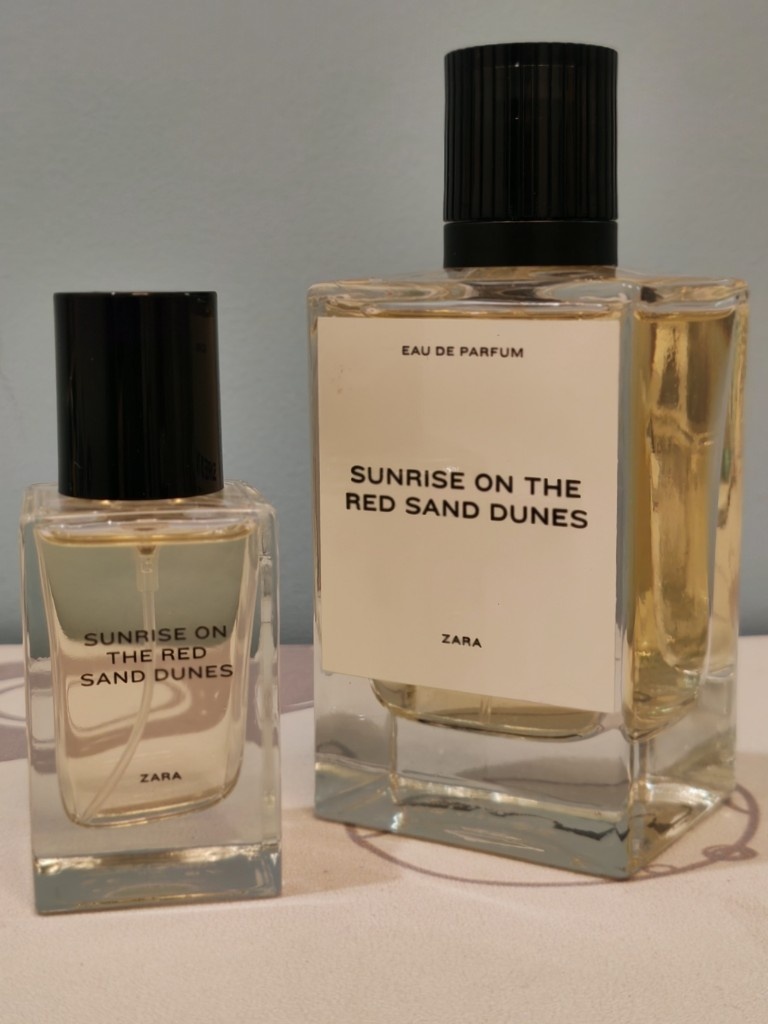 SUNRISE ON
THE RED
SAND DUNES
ZARA
EAU DE PARFUM
SUNRISE ON THE
RED SAND DUNES
ZARA